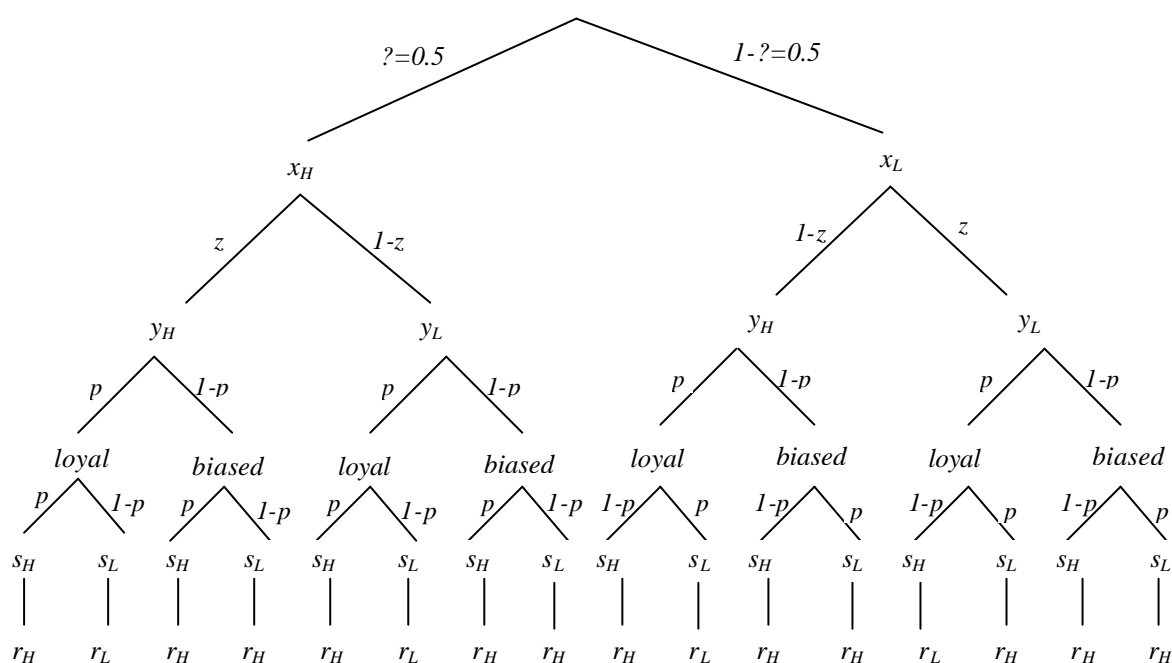 ?=0.5 1-?=0.5
x_H x_L
z 1-z 1-z z
y_H y_L y_H y_L
p 1-p p 1-p p 1-p p 1-p
loyal biased loyal biased loyal biased loyal biased
p 1-p p 1-p p 1-p p 1-p 1-p p 1-p p 1-p p 1-p p
s_H s_L s_H s_L s_H s_L s_H s_L s_H s_L s_H s_L s_H s_L s_H s_L
r_H r_L r_H r_H r_H r_L r_H r_H r_H r_L r_H r_H r_L r_H r_H r_H